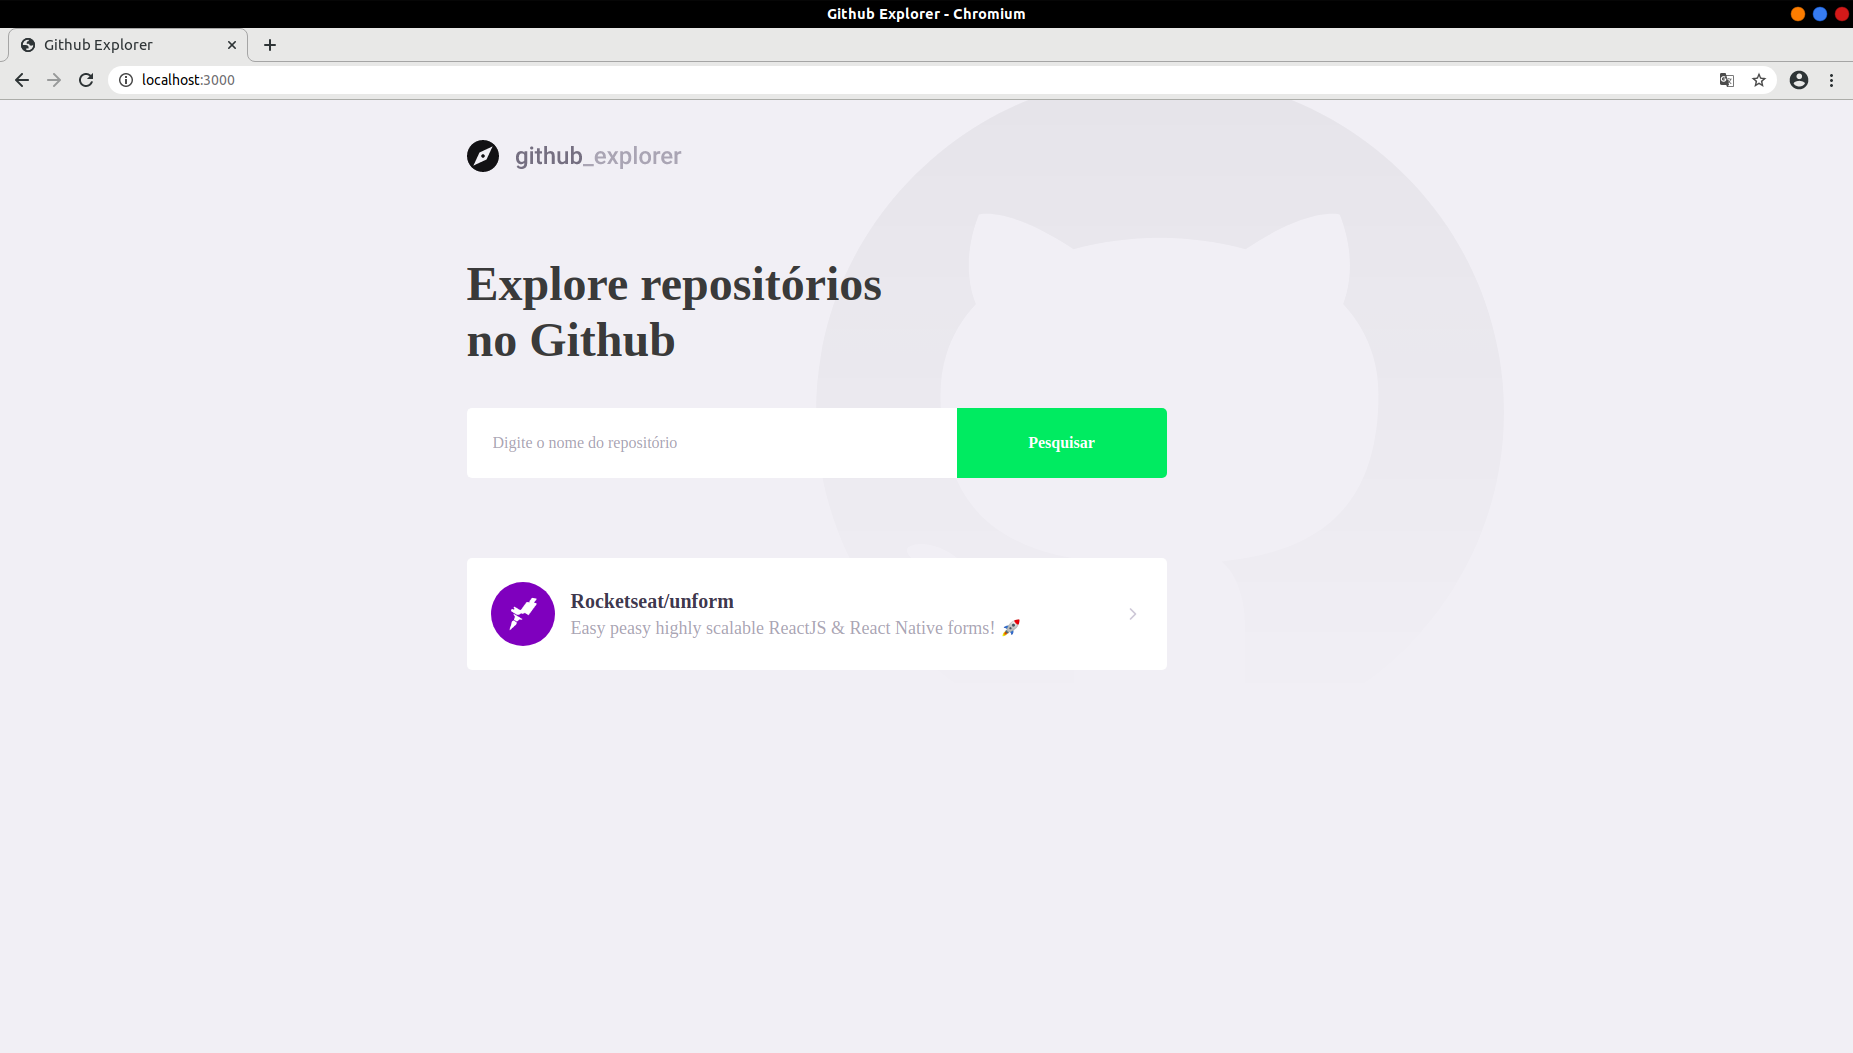 Github Explorer - Chromium
Github Explorer
localhost:3000
github_explorer
Explore repositórios
no Github
Digite o nome do repositório
Pesquisar
Rocketseat/unform
Easy peasy highly scalable ReactJS & React Native forms! 🚀